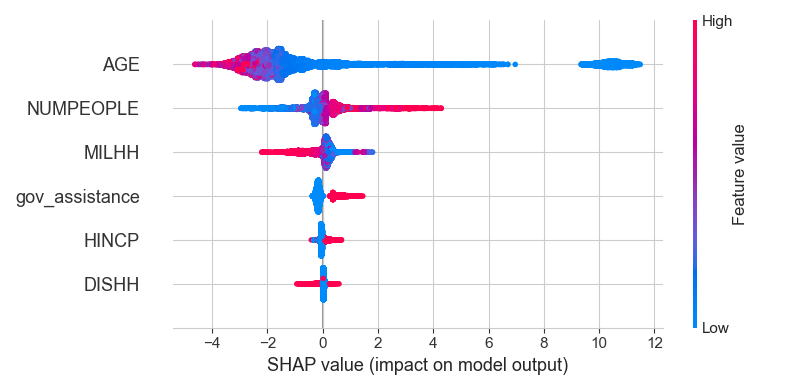 High
AGE
NUMPEOPLE
MILHH
gov_assistance
HINCP
DISHH
Feature value
Low
−4 −2 0 2 4 6 8 10 12
SHAP value (impact on model output)